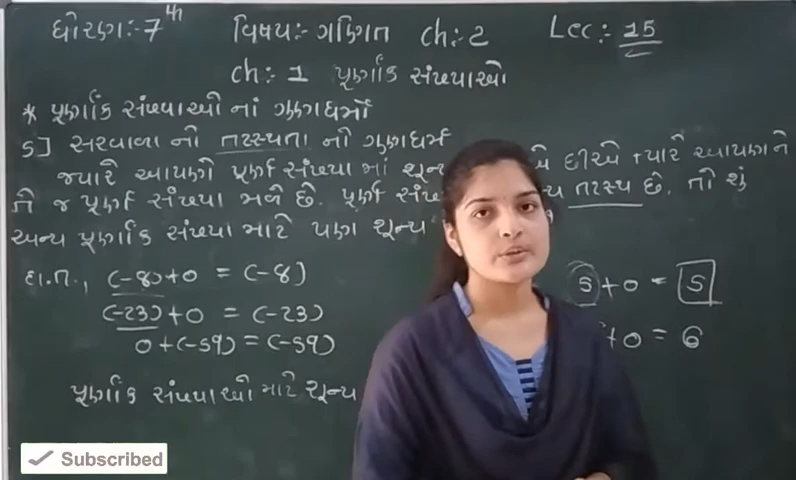 ધોરણ:-7th વિષય:- ગણિત ch:-2 Lec:- 15
ch:- 1 પૂર્ણાંક સંખ્યાઓ
* પૂર્ણાંક સંખ્યાઓ નાં ગુણધર્મો
5] સરવાળા નો તટસ્થતા નો ગુણધર્મ
જ્યારે આપણે પૂર્ણ સંખ્યા માં શૂન્ય દઈએ ત્યારે આપણને
તે જ પૂર્ણ સંખ્યા મળે છે. પૂર્ણ તટસ્થ છે. તો શું
અન્ય પૂર્ણાંક સંખ્યા માટે પણ શૂન્ય
દા.ત., (-8)+0 = (-8) 5+0 = 5
(-23)+0 = (-23) +0 = 6
0+(-59) = (-59)
પૂર્ણાંક સંખ્યાઓ માટે શૂન્ય
Subscribed